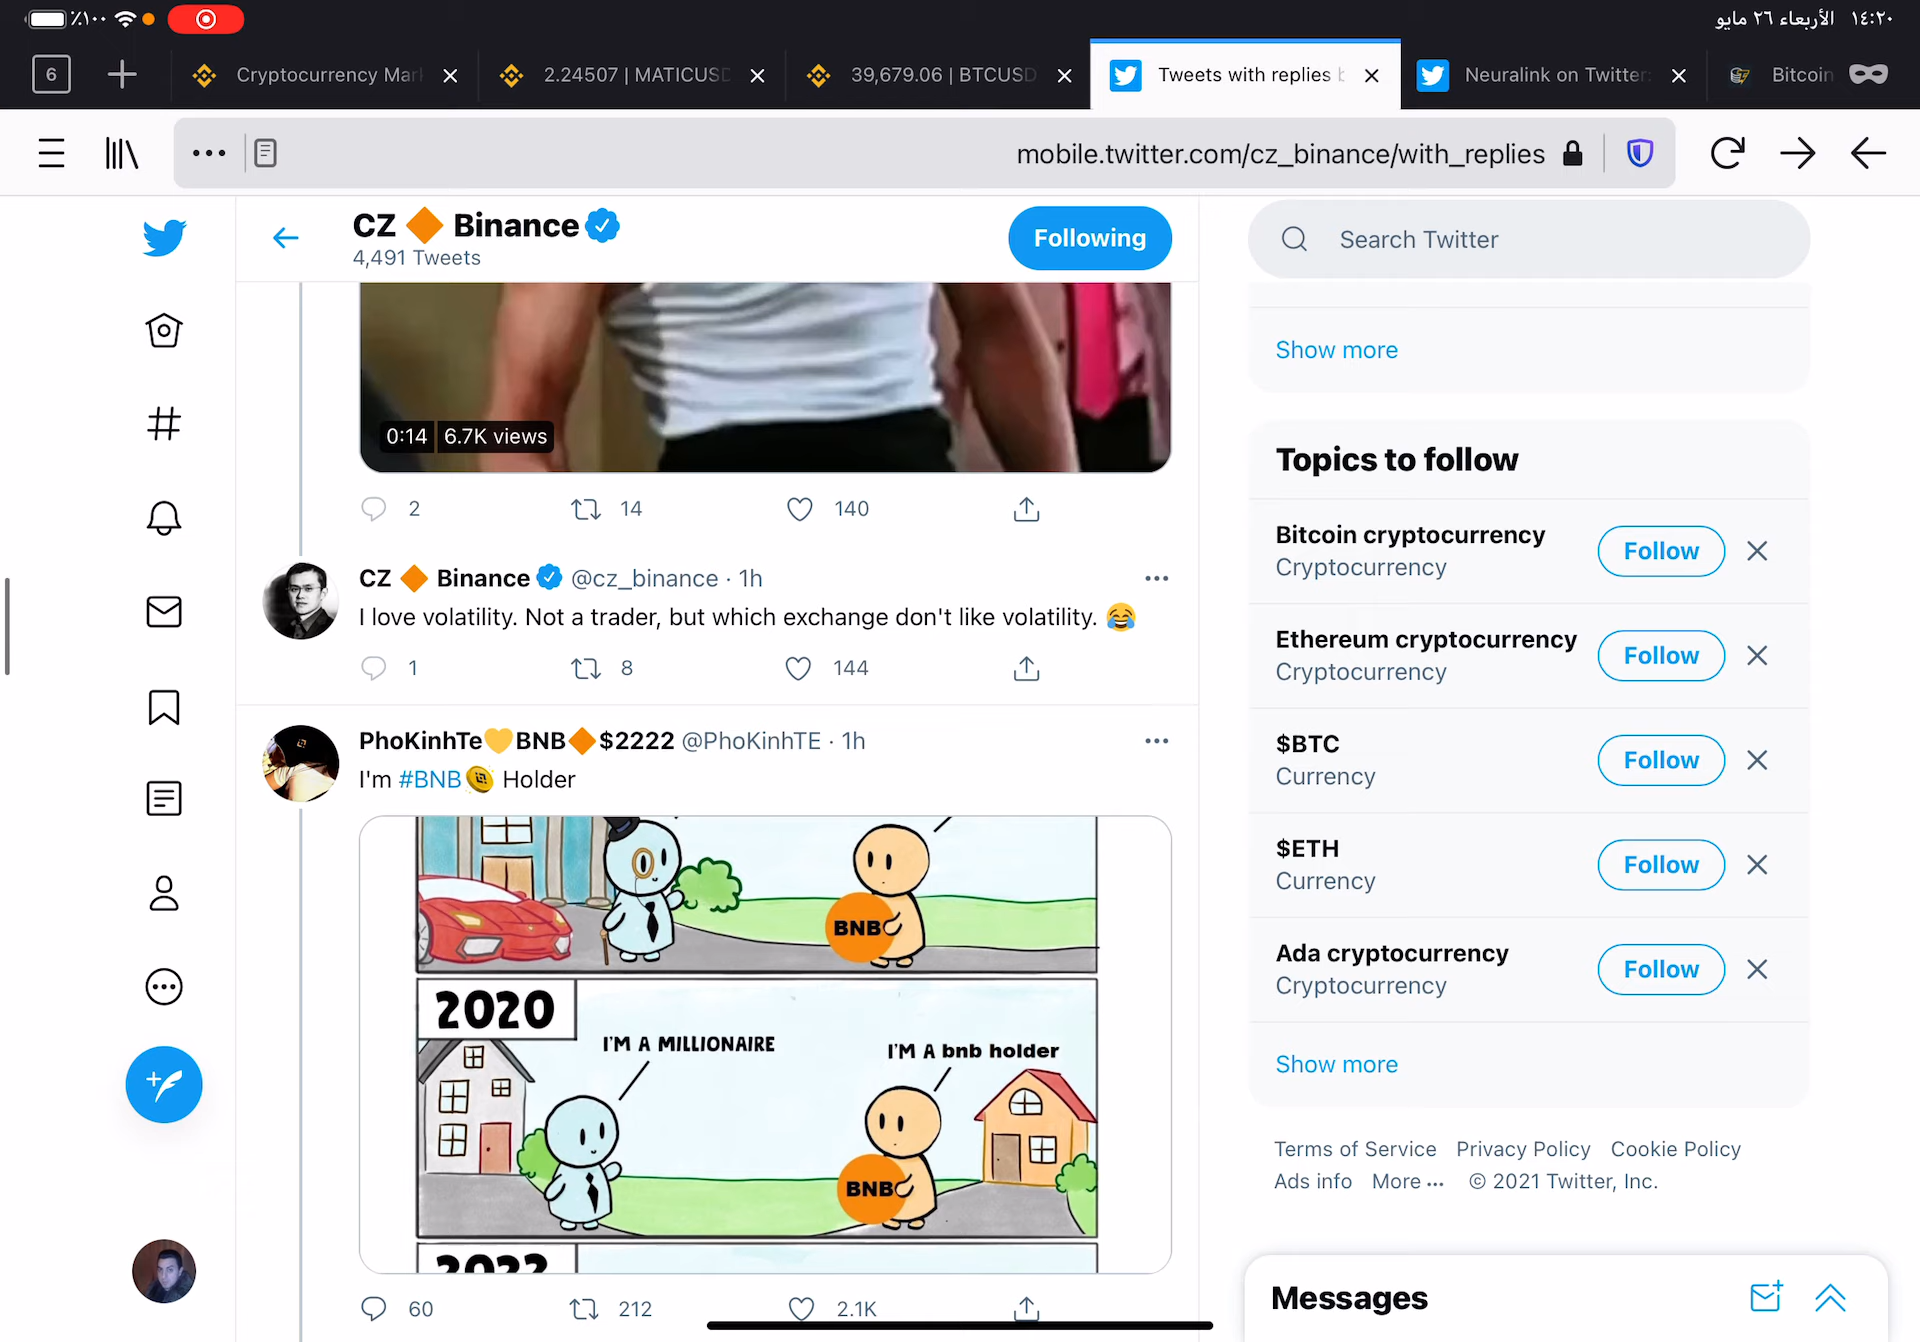 ٪۱۰۰
الأربعاء ٢٦ مايو ١٤:٢٠
6
Cryptocurrency Mar
2.24507 | MATICUSD
39,679.06 | BTCUSD
Tweets with replies b
Neuralink on Twitter:
Bitcoin
mobile.twitter.com/cz_binance/with_replies
CZ 🔶 Binance
4,491 Tweets
Following
Search Twitter
0:14 6.7K views
2 14 140
CZ 🔶 Binance @cz_binance · 1h
I love volatility. Not a trader, but which exchange don't like volatility. 😂
1 8 144
PhoKinhTe💛BNB🔶$2222 @PhoKinhTE · 1h
I'm #BNB Holder
BNB
2020
I'M A MILLIONAIRE
I'M A bnb holder
BNB
2022
60 212 2.1K
Show more
Topics to follow
Bitcoin cryptocurrency
Cryptocurrency
Follow
Ethereum cryptocurrency
Cryptocurrency
Follow
$BTC
Currency
Follow
$ETH
Currency
Follow
Ada cryptocurrency
Cryptocurrency
Follow
Show more
Terms of Service Privacy Policy Cookie Policy
Ads info More ··· © 2021 Twitter, Inc.
Messages